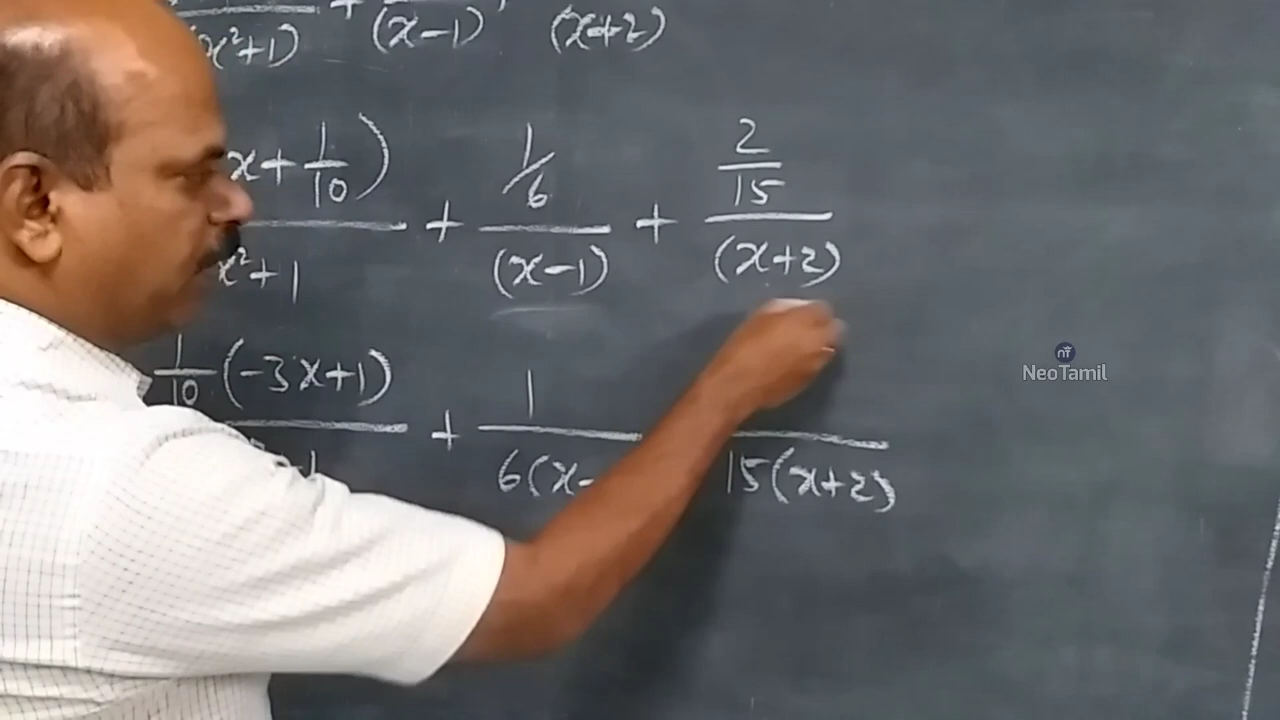 (x²+1) + (x-1) (x+2)
x + 1/10) + 1/6 + 2/15
x²+1 (x-1) (x+2)
1/10 (-3x+1) + 1
6(x- 15(x+2)
NeoTamil